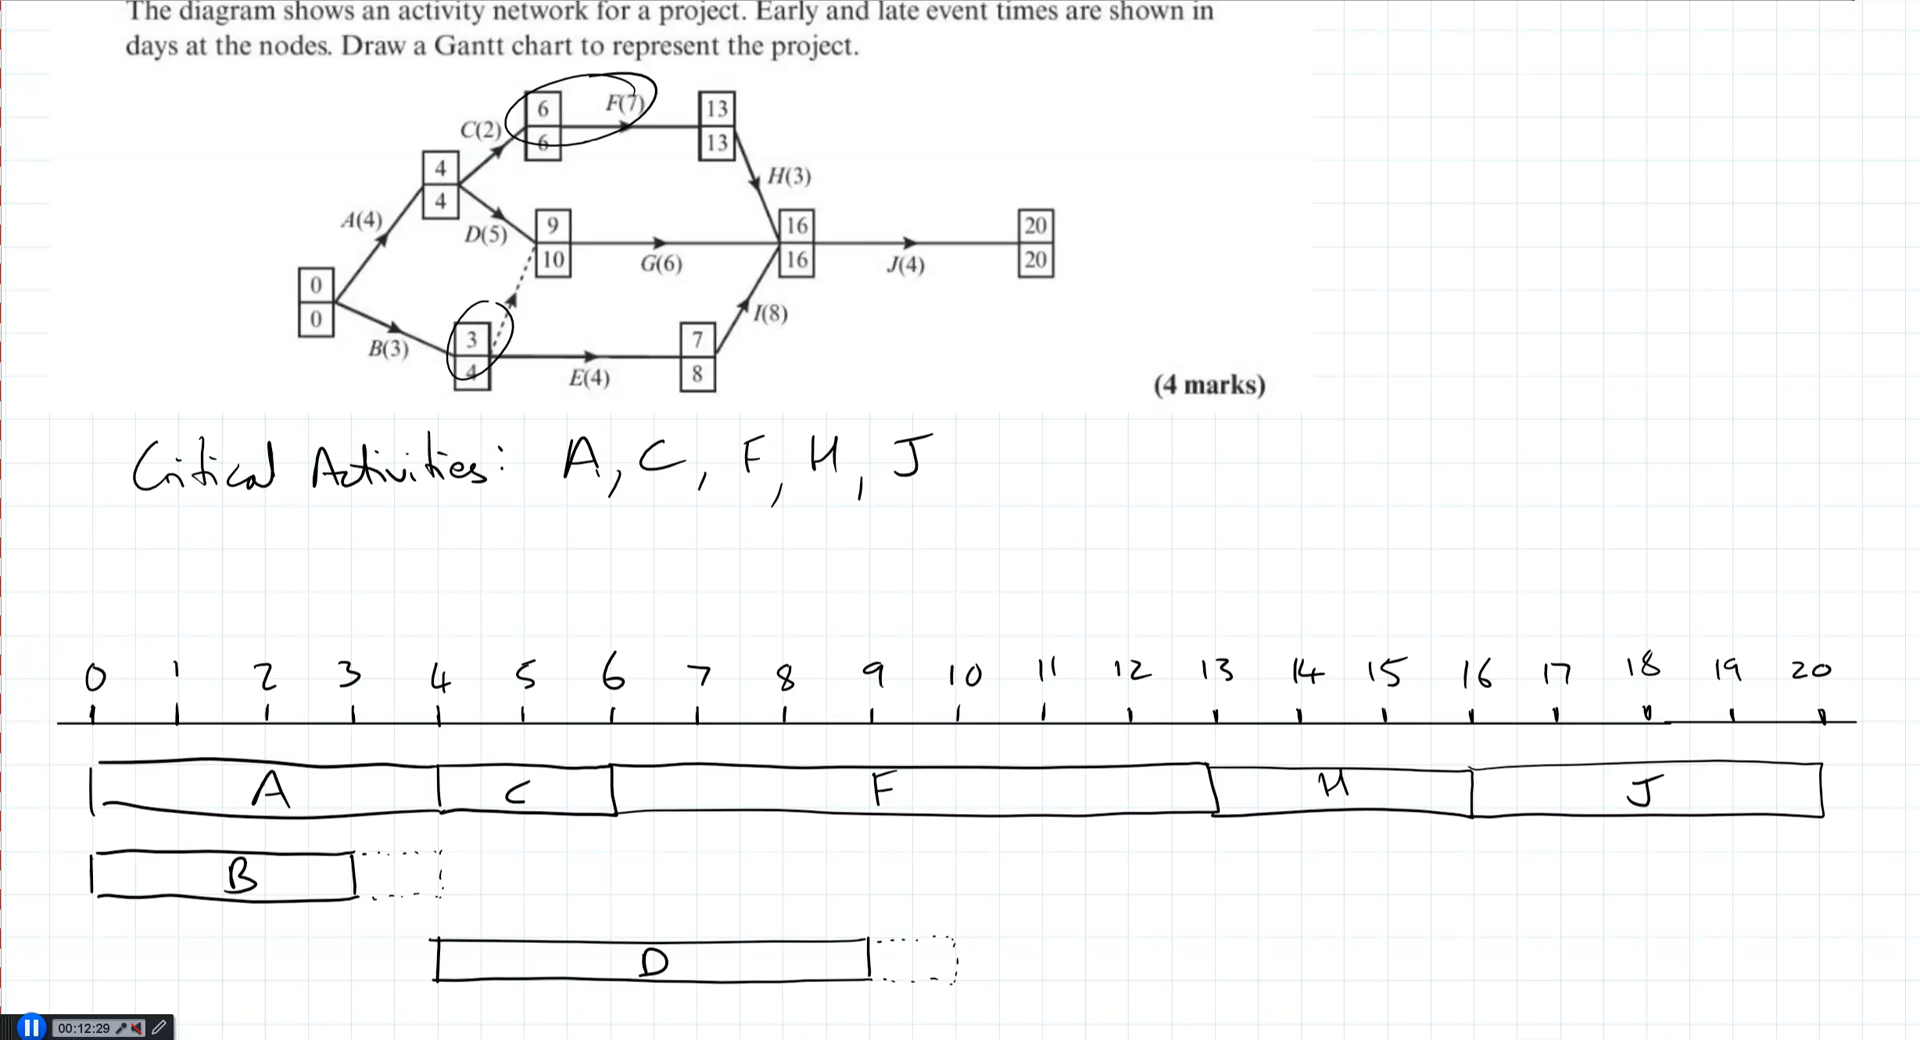 The diagram shows an activity network for a project. Early and late event times are shown in
days at the nodes. Draw a Gantt chart to represent the project.
6 F(7) 13
C(2) 6 13
4 H(3)
4
A(4) D(5) 9 16 20
10 G(6) 16 J(4) 20
0 I(8)
0 3 7
B(3) 4 E(4) 8
(4 marks)
Critical Activities: A, C, F, H, J
0 1 2 3 4 5 6 7 8 9 10 11 12 13 14 15 16 17 18 19 20
A C F H J
B
D
00:12:29